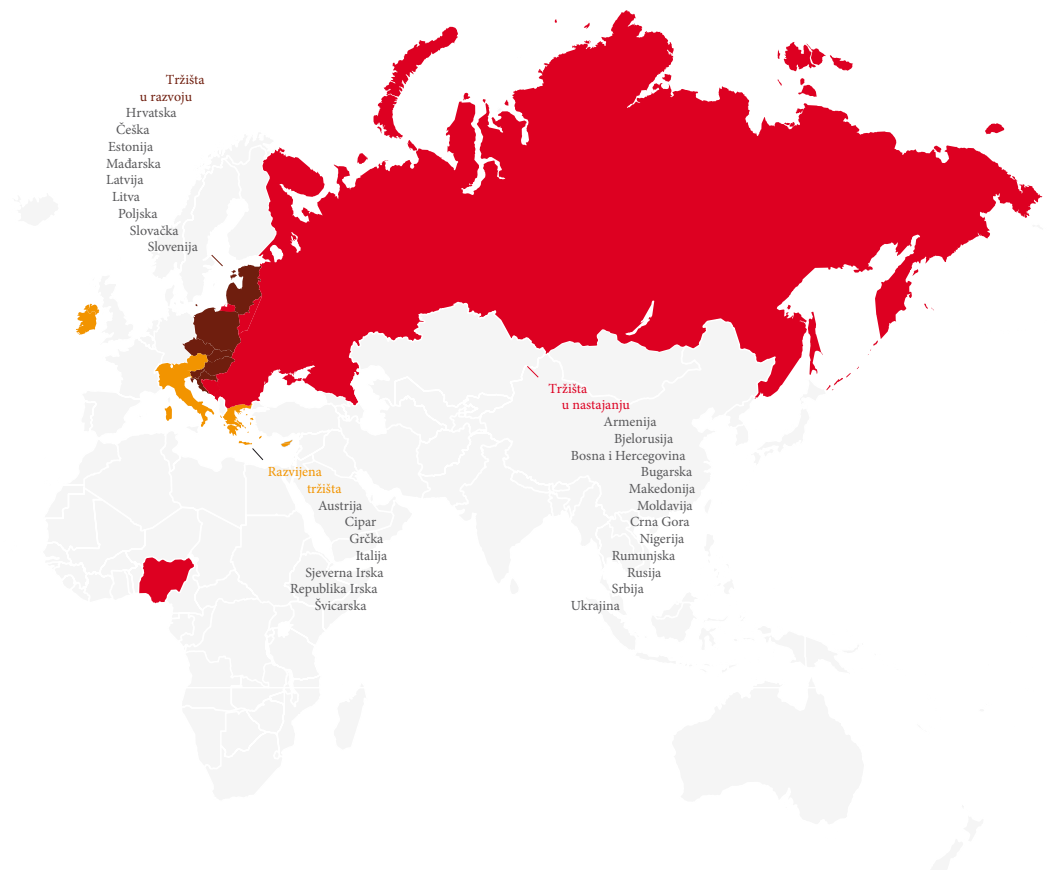 Tržišta
u razvoju
Hrvatska
Češka
Estonija
Mađarska
Latvija
Litva
Poljska
Slovačka
Slovenija
Tržišta
u nastajanju
Armenija
Bjelorusija
Bosna i Hercegovina
Bugarska
Makedonija
Moldavija
Crna Gora
Nigerija
Rumunjska
Rusija
Srbija
Ukrajina
Razvijena
tržišta
Austrija
Cipar
Grčka
Italija
Sjeverna Irska
Republika Irska
Švicarska